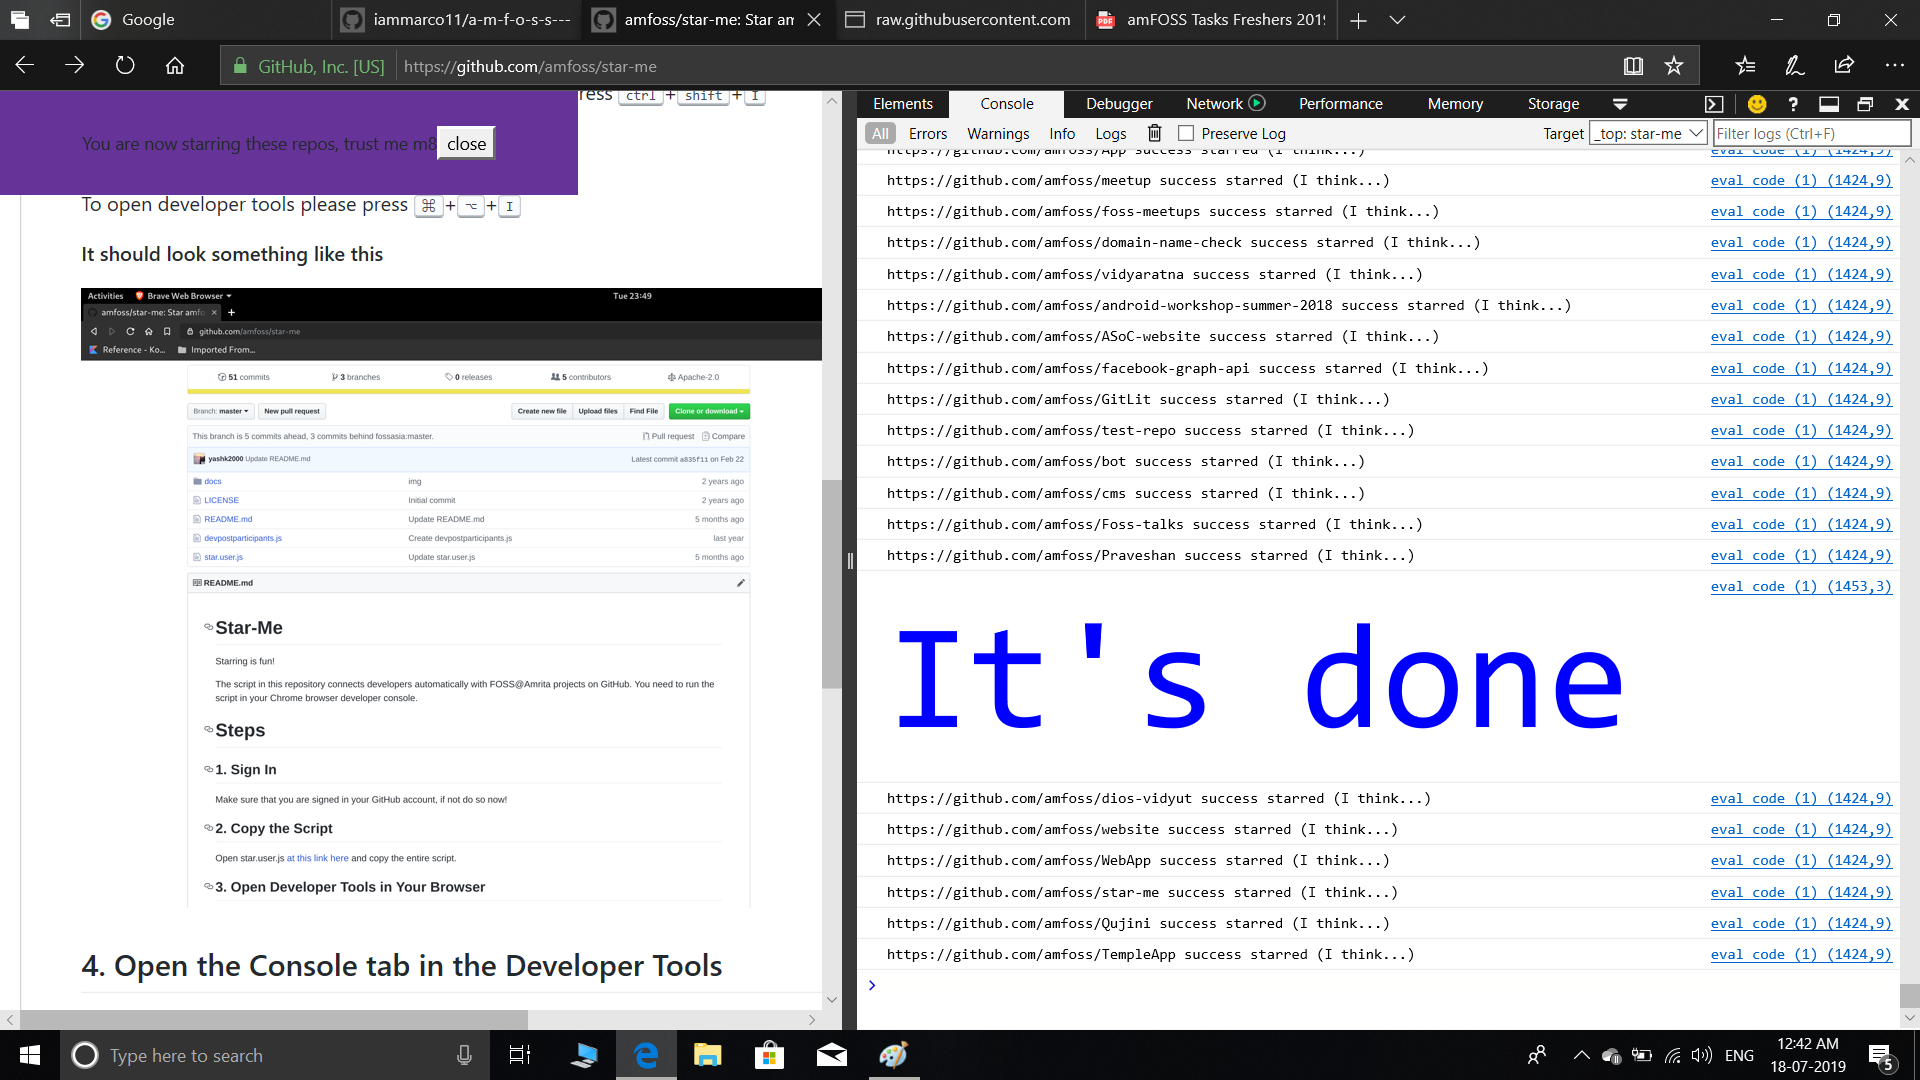 Google
iammarco11/a-m-f-o-s-s---
amfoss/star-me: Star am
raw.githubusercontent.com
amFOSS Tasks Freshers 2019
GitHub, Inc. [US]
https://github.com/amfoss/star-me
ress ctrl + shift + I
You are now starring these repos, trust me m8
close
To open developer tools please press ⌘ + ⌥ + I
It should look something like this
Activities
Brave Web Browser
Tue 23:49
amfoss/star-me: Star amfo
github.com/amfoss/star-me
Reference - Ko...
Imported From...
51 commits
3 branches
0 releases
5 contributors
Apache-2.0
Branch: master
New pull request
Create new file
Upload files
Find File
Clone or download
This branch is 5 commits ahead, 3 commits behind fossasia:master.
Pull request
Compare
yashk2000 Update README.md
Latest commit a835f11 on Feb 22
docs img 2 years ago
LICENSE Initial commit 2 years ago
README.md Update README.md 5 months ago
devpostparticipants.js Create devpostparticipants.js last year
star.user.js Update star.user.js 5 months ago
README.md
Star-Me
Starring is fun!
The script in this repository connects developers automatically with FOSS@Amrita projects on GitHub. You need to run the
script in your Chrome browser developer console.
Steps
1. Sign In
Make sure that you are signed in your GitHub account, if not do so now!
2. Copy the Script
Open star.user.js at this link here and copy the entire script.
3. Open Developer Tools in Your Browser
4. Open the Console tab in the Developer Tools
Elements
Console
Debugger
Network
Performance
Memory
Storage
All
Errors
Warnings
Info
Logs
Preserve Log
Target
_top: star-me
Filter logs (Ctrl+F)
https://github.com/amfoss/App success starred (I think...) eval code (1) (1424,9)
https://github.com/amfoss/meetup success starred (I think...) eval code (1) (1424,9)
https://github.com/amfoss/foss-meetups success starred (I think...) eval code (1) (1424,9)
https://github.com/amfoss/domain-name-check success starred (I think...) eval code (1) (1424,9)
https://github.com/amfoss/vidyaratna success starred (I think...) eval code (1) (1424,9)
https://github.com/amfoss/android-workshop-summer-2018 success starred (I think...) eval code (1) (1424,9)
https://github.com/amfoss/ASoC-website success starred (I think...) eval code (1) (1424,9)
https://github.com/amfoss/facebook-graph-api success starred (I think...) eval code (1) (1424,9)
https://github.com/amfoss/GitLit success starred (I think...) eval code (1) (1424,9)
https://github.com/amfoss/test-repo success starred (I think...) eval code (1) (1424,9)
https://github.com/amfoss/bot success starred (I think...) eval code (1) (1424,9)
https://github.com/amfoss/cms success starred (I think...) eval code (1) (1424,9)
https://github.com/amfoss/Foss-talks success starred (I think...) eval code (1) (1424,9)
https://github.com/amfoss/Praveshan success starred (I think...) eval code (1) (1424,9)
eval code (1) (1453,3)
It's done
https://github.com/amfoss/dios-vidyut success starred (I think...) eval code (1) (1424,9)
https://github.com/amfoss/website success starred (I think...) eval code (1) (1424,9)
https://github.com/amfoss/WebApp success starred (I think...) eval code (1) (1424,9)
https://github.com/amfoss/star-me success starred (I think...) eval code (1) (1424,9)
https://github.com/amfoss/Qujini success starred (I think...) eval code (1) (1424,9)
https://github.com/amfoss/TempleApp success starred (I think...) eval code (1) (1424,9)
Type here to search
ENG
12:42 AM
18-07-2019
5